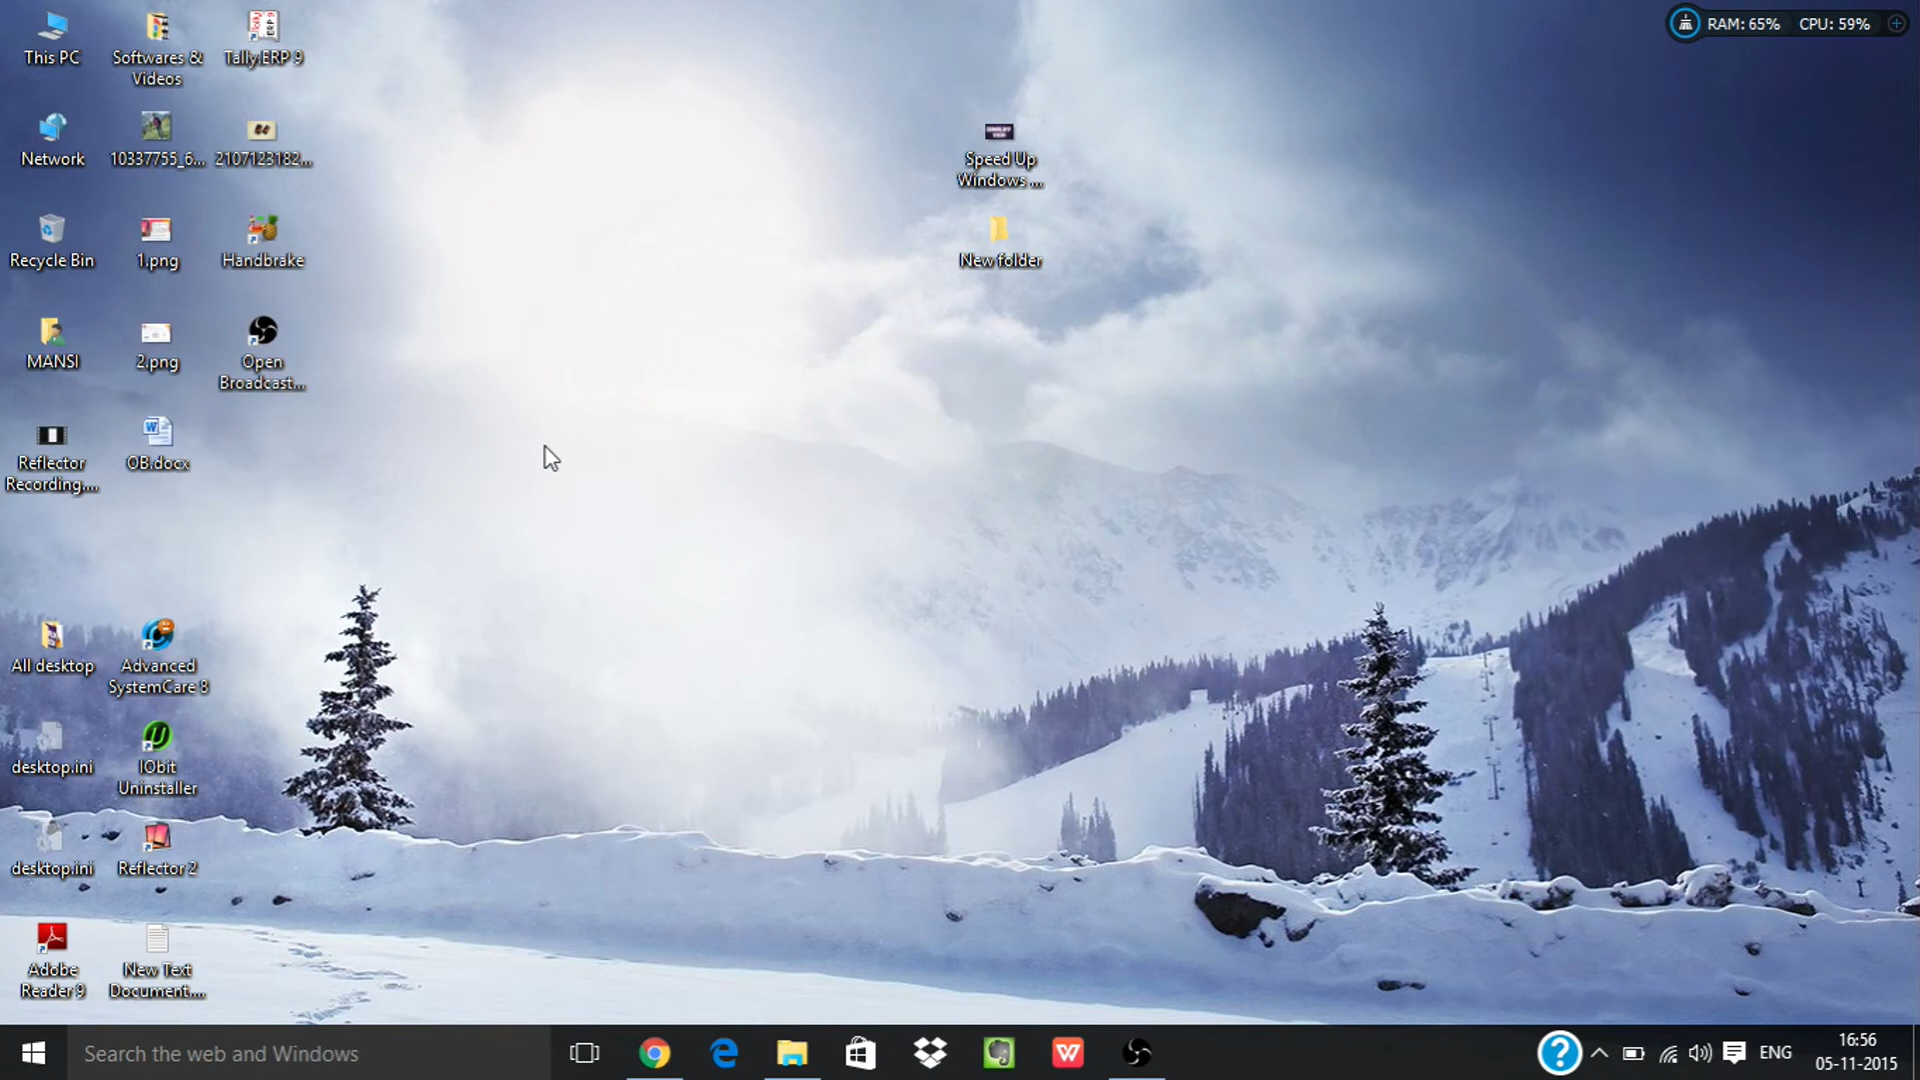 This PC
Softwares &
Videos
Tally.ERP 9
Network
10337755_6...
2107123182...
Recycle Bin
1.png
Handbrake
MANSI
2.png
Open
Broadcast...
Reflector
Recording....
OB.docx
All desktop
Advanced
SystemCare 8
desktop.ini
IObit
Uninstaller
desktop.ini
Reflector 2
Adobe
Reader 9
New Text
Document....
Speed Up
Windows ...
New folder
RAM: 65% CPU: 59%
Search the web and Windows
ENG
16:56
05-11-2015